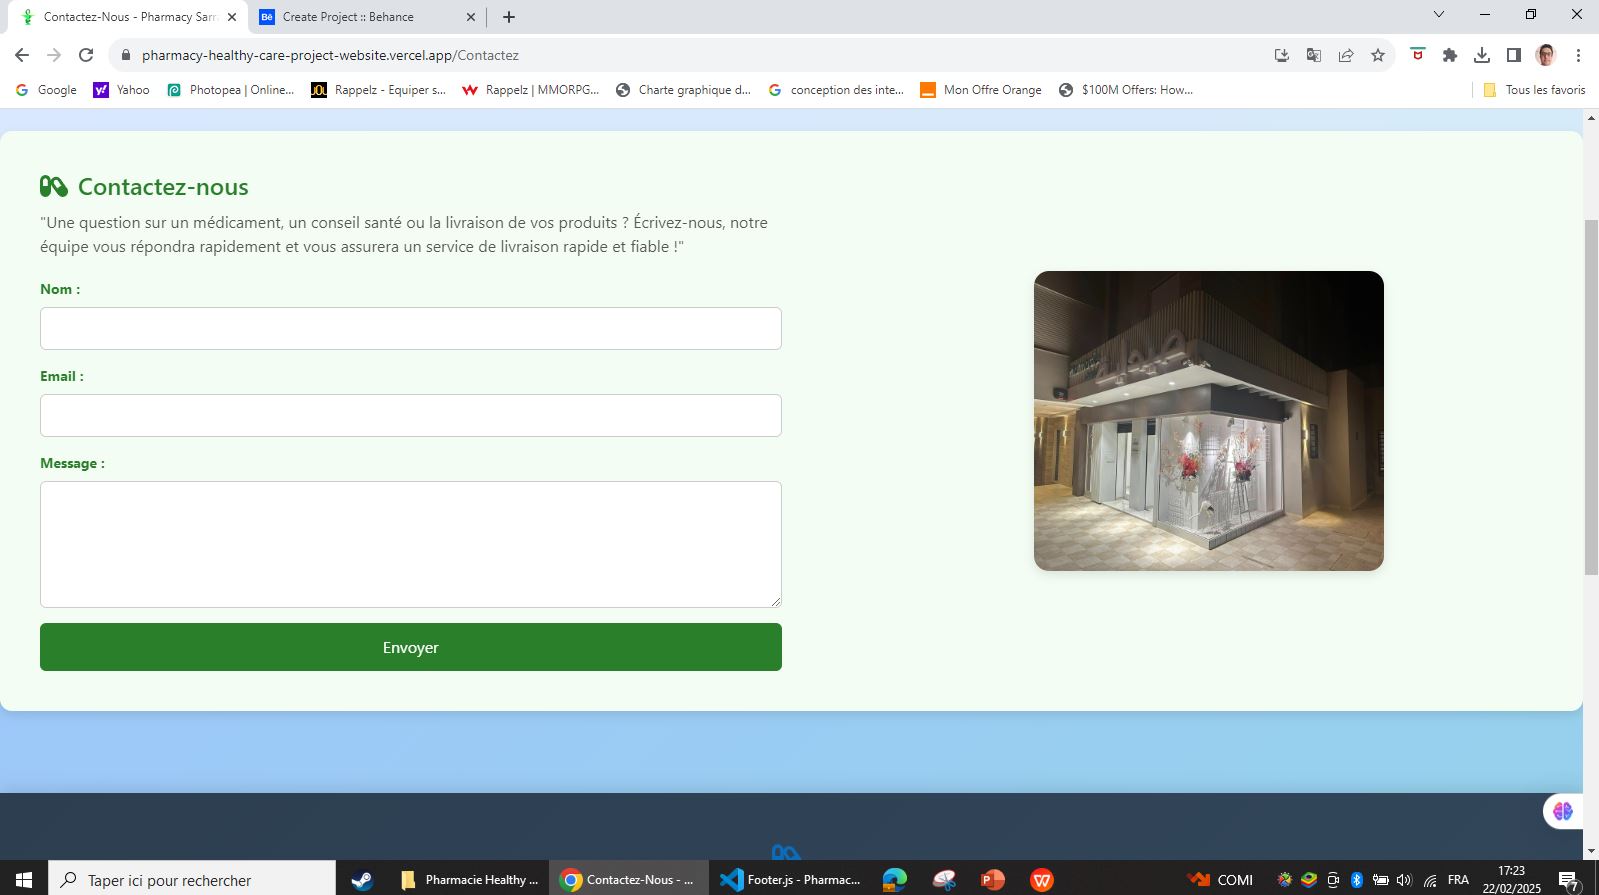 Contactez-Nous - Pharmacy Sarr
Bē Create Project :: Behance
pharmacy-healthy-care-project-website.vercel.app/Contactez
Google
Yahoo
Photopea | Online...
JOL Rappelz - Equiper s...
Rappelz | MMORPG...
Charte graphique d...
conception des inte...
Mon Offre Orange
$100M Offers: How...
Tous les favoris
Contactez-nous
"Une question sur un médicament, un conseil santé ou la livraison de vos produits ? Écrivez-nous, notre
équipe vous répondra rapidement et vous assurera un service de livraison rapide et fiable !"
Nom :
Email :
Message :
Envoyer
Taper ici pour rechercher
Pharmacie Healthy ...
Contactez-Nous - ...
Footer.js - Pharmac...
COMI
FRA
17:23
22/02/2025
7